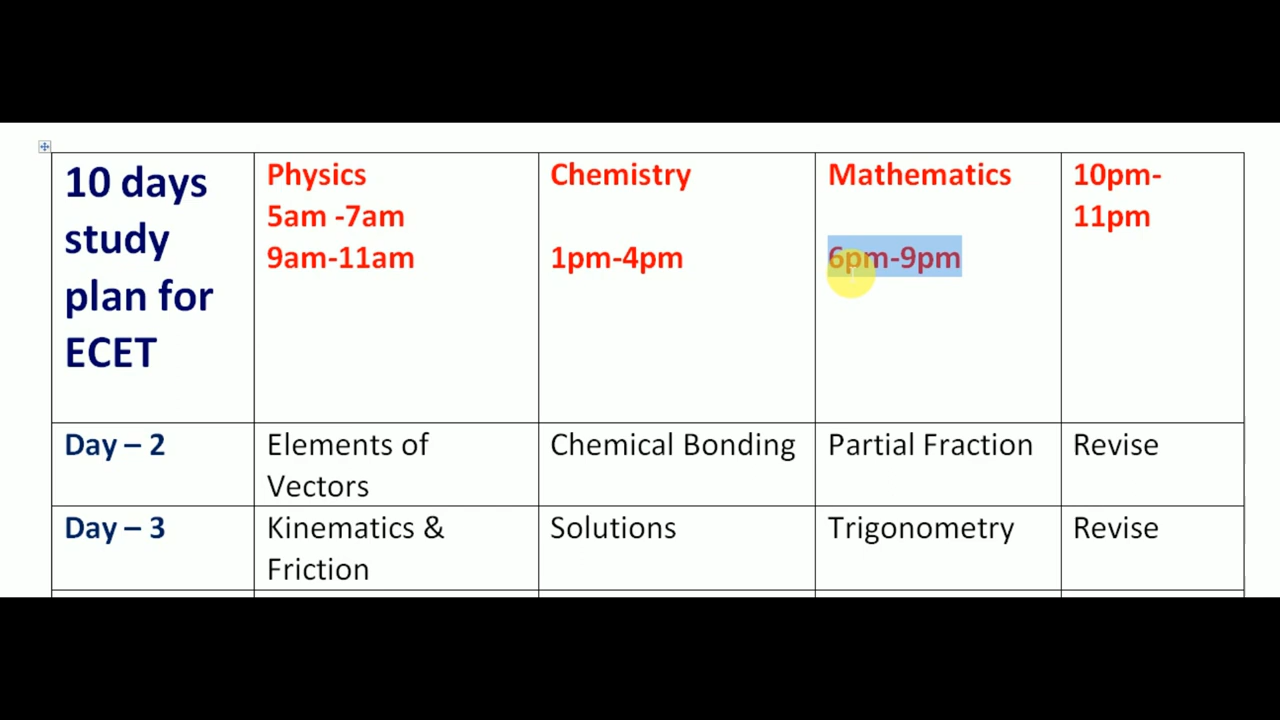 10 days
study
plan for
ECET
Physics
5am -7am
9am-11am
Chemistry
1pm-4pm
Mathematics
6pm-9pm
10pm-
11pm
Day – 2
Elements of
Vectors
Chemical Bonding
Partial Fraction
Revise
Day – 3
Kinematics &
Friction
Solutions
Trigonometry
Revise